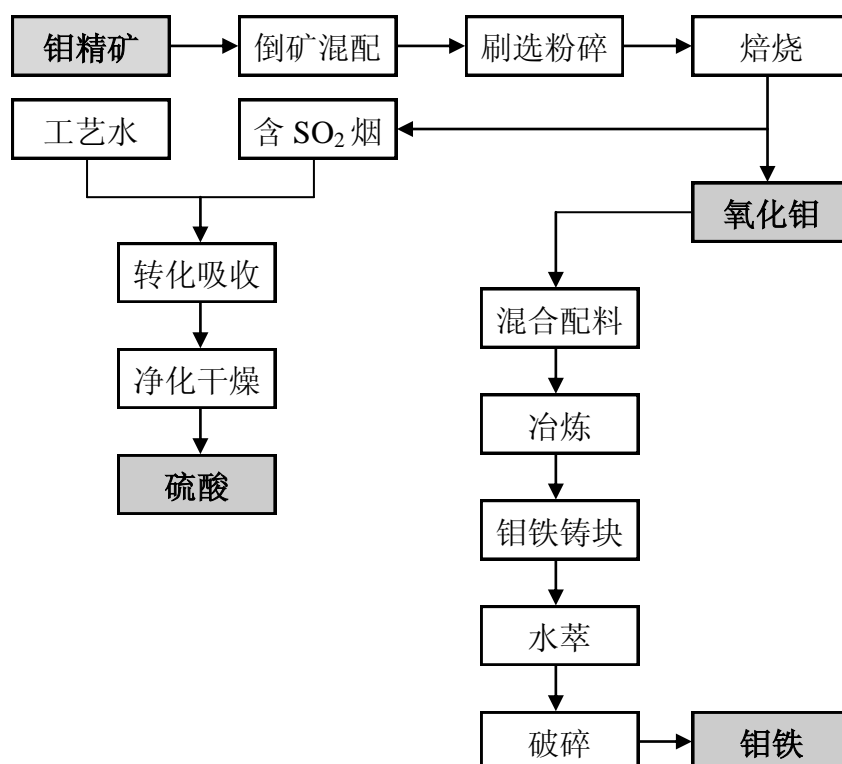 钼精矿
倒矿混配
刷选粉碎
焙烧
工艺水
含 SO₂ 烟
氧化钼
转化吸收
混合配料
净化干燥
冶炼
硫酸
钼铁铸块
水萃
破碎
钼铁